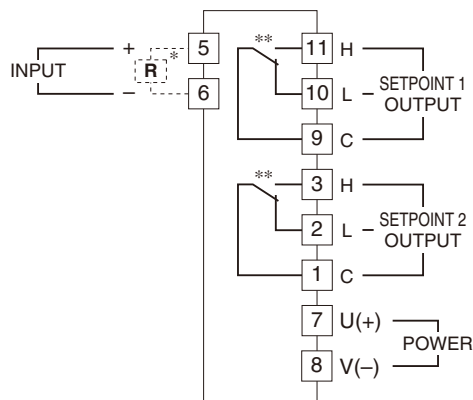 ** 11 H
+ 5
R *
INPUT
10 L SETPOINT 1
OUTPUT
– 6
9 C
** 3 H
2 L SETPOINT 2
OUTPUT
1 C
7 U(+)
POWER
8 V(–)